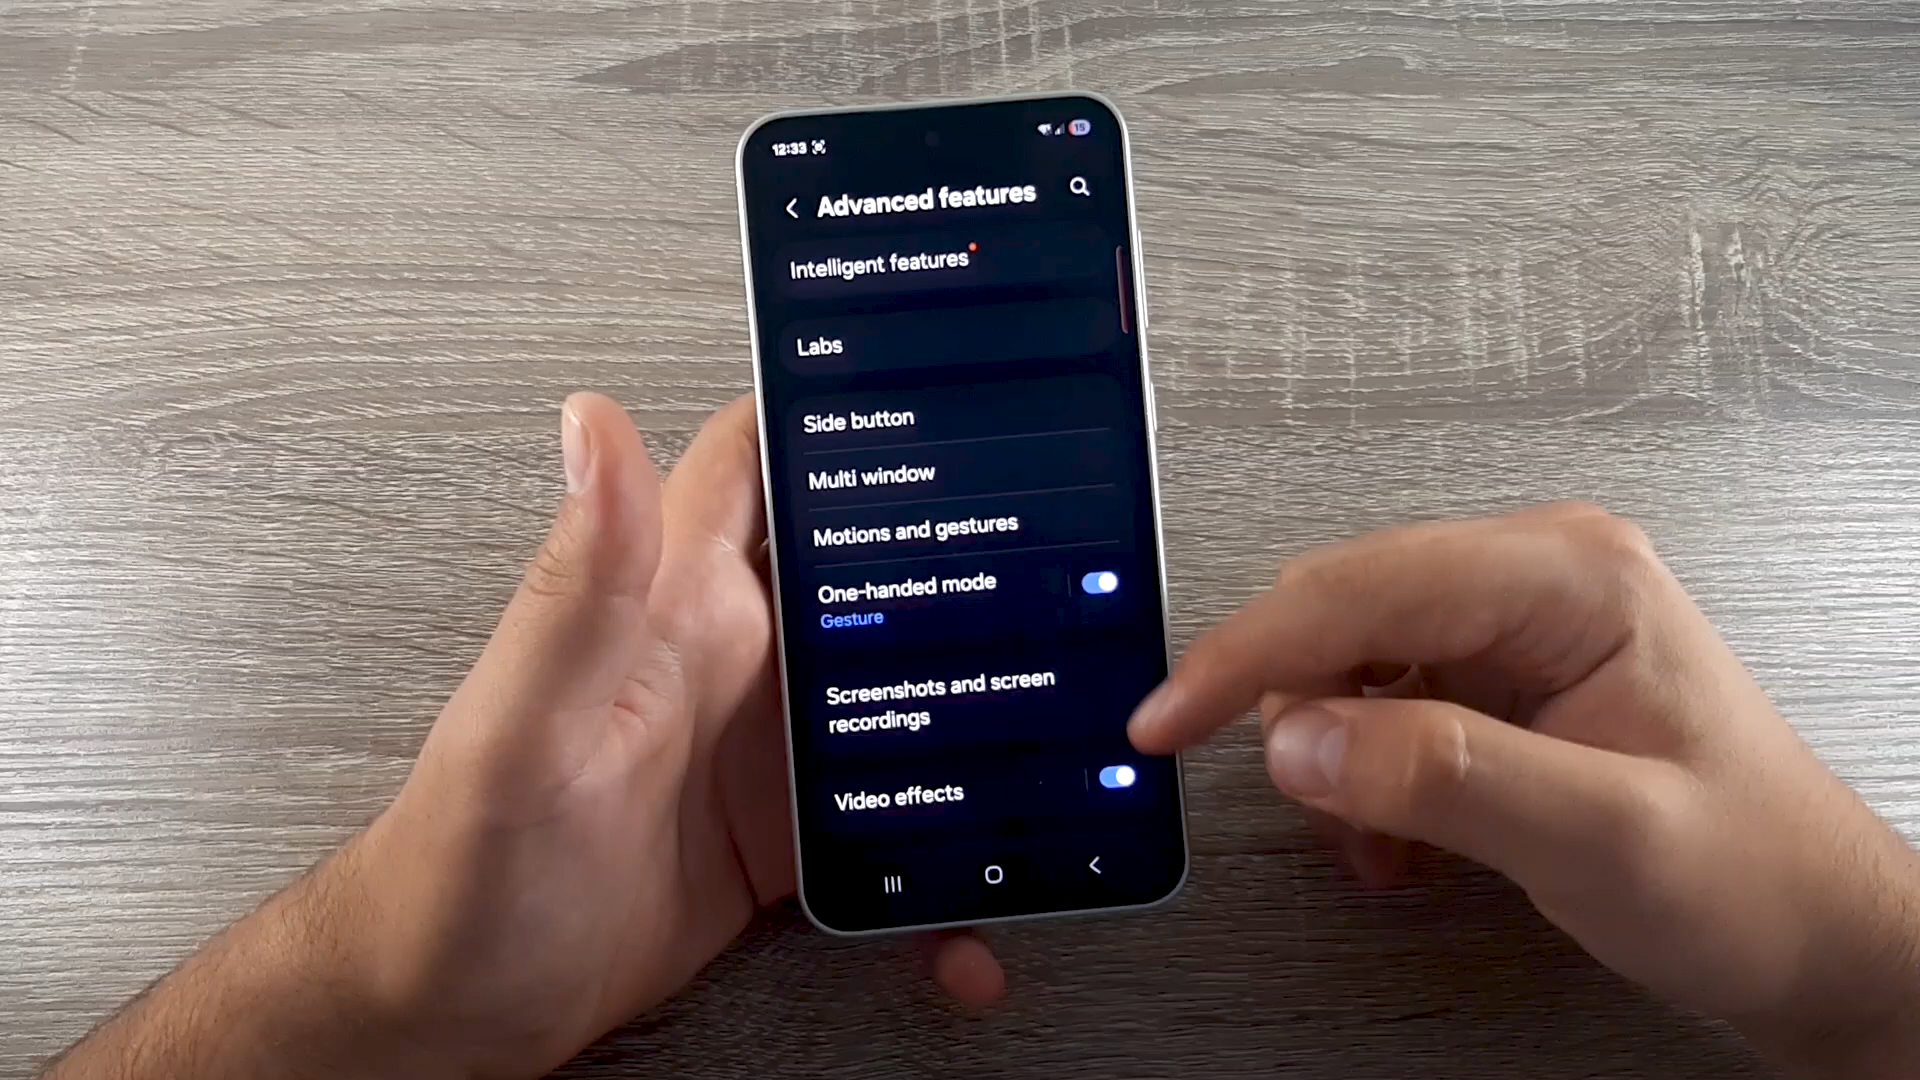 12:33
15
Advanced features
Intelligent features
Labs
Side button
Multi window
Motions and gestures
One-handed mode
Gesture
Screenshots and screen
recordings
Video effects